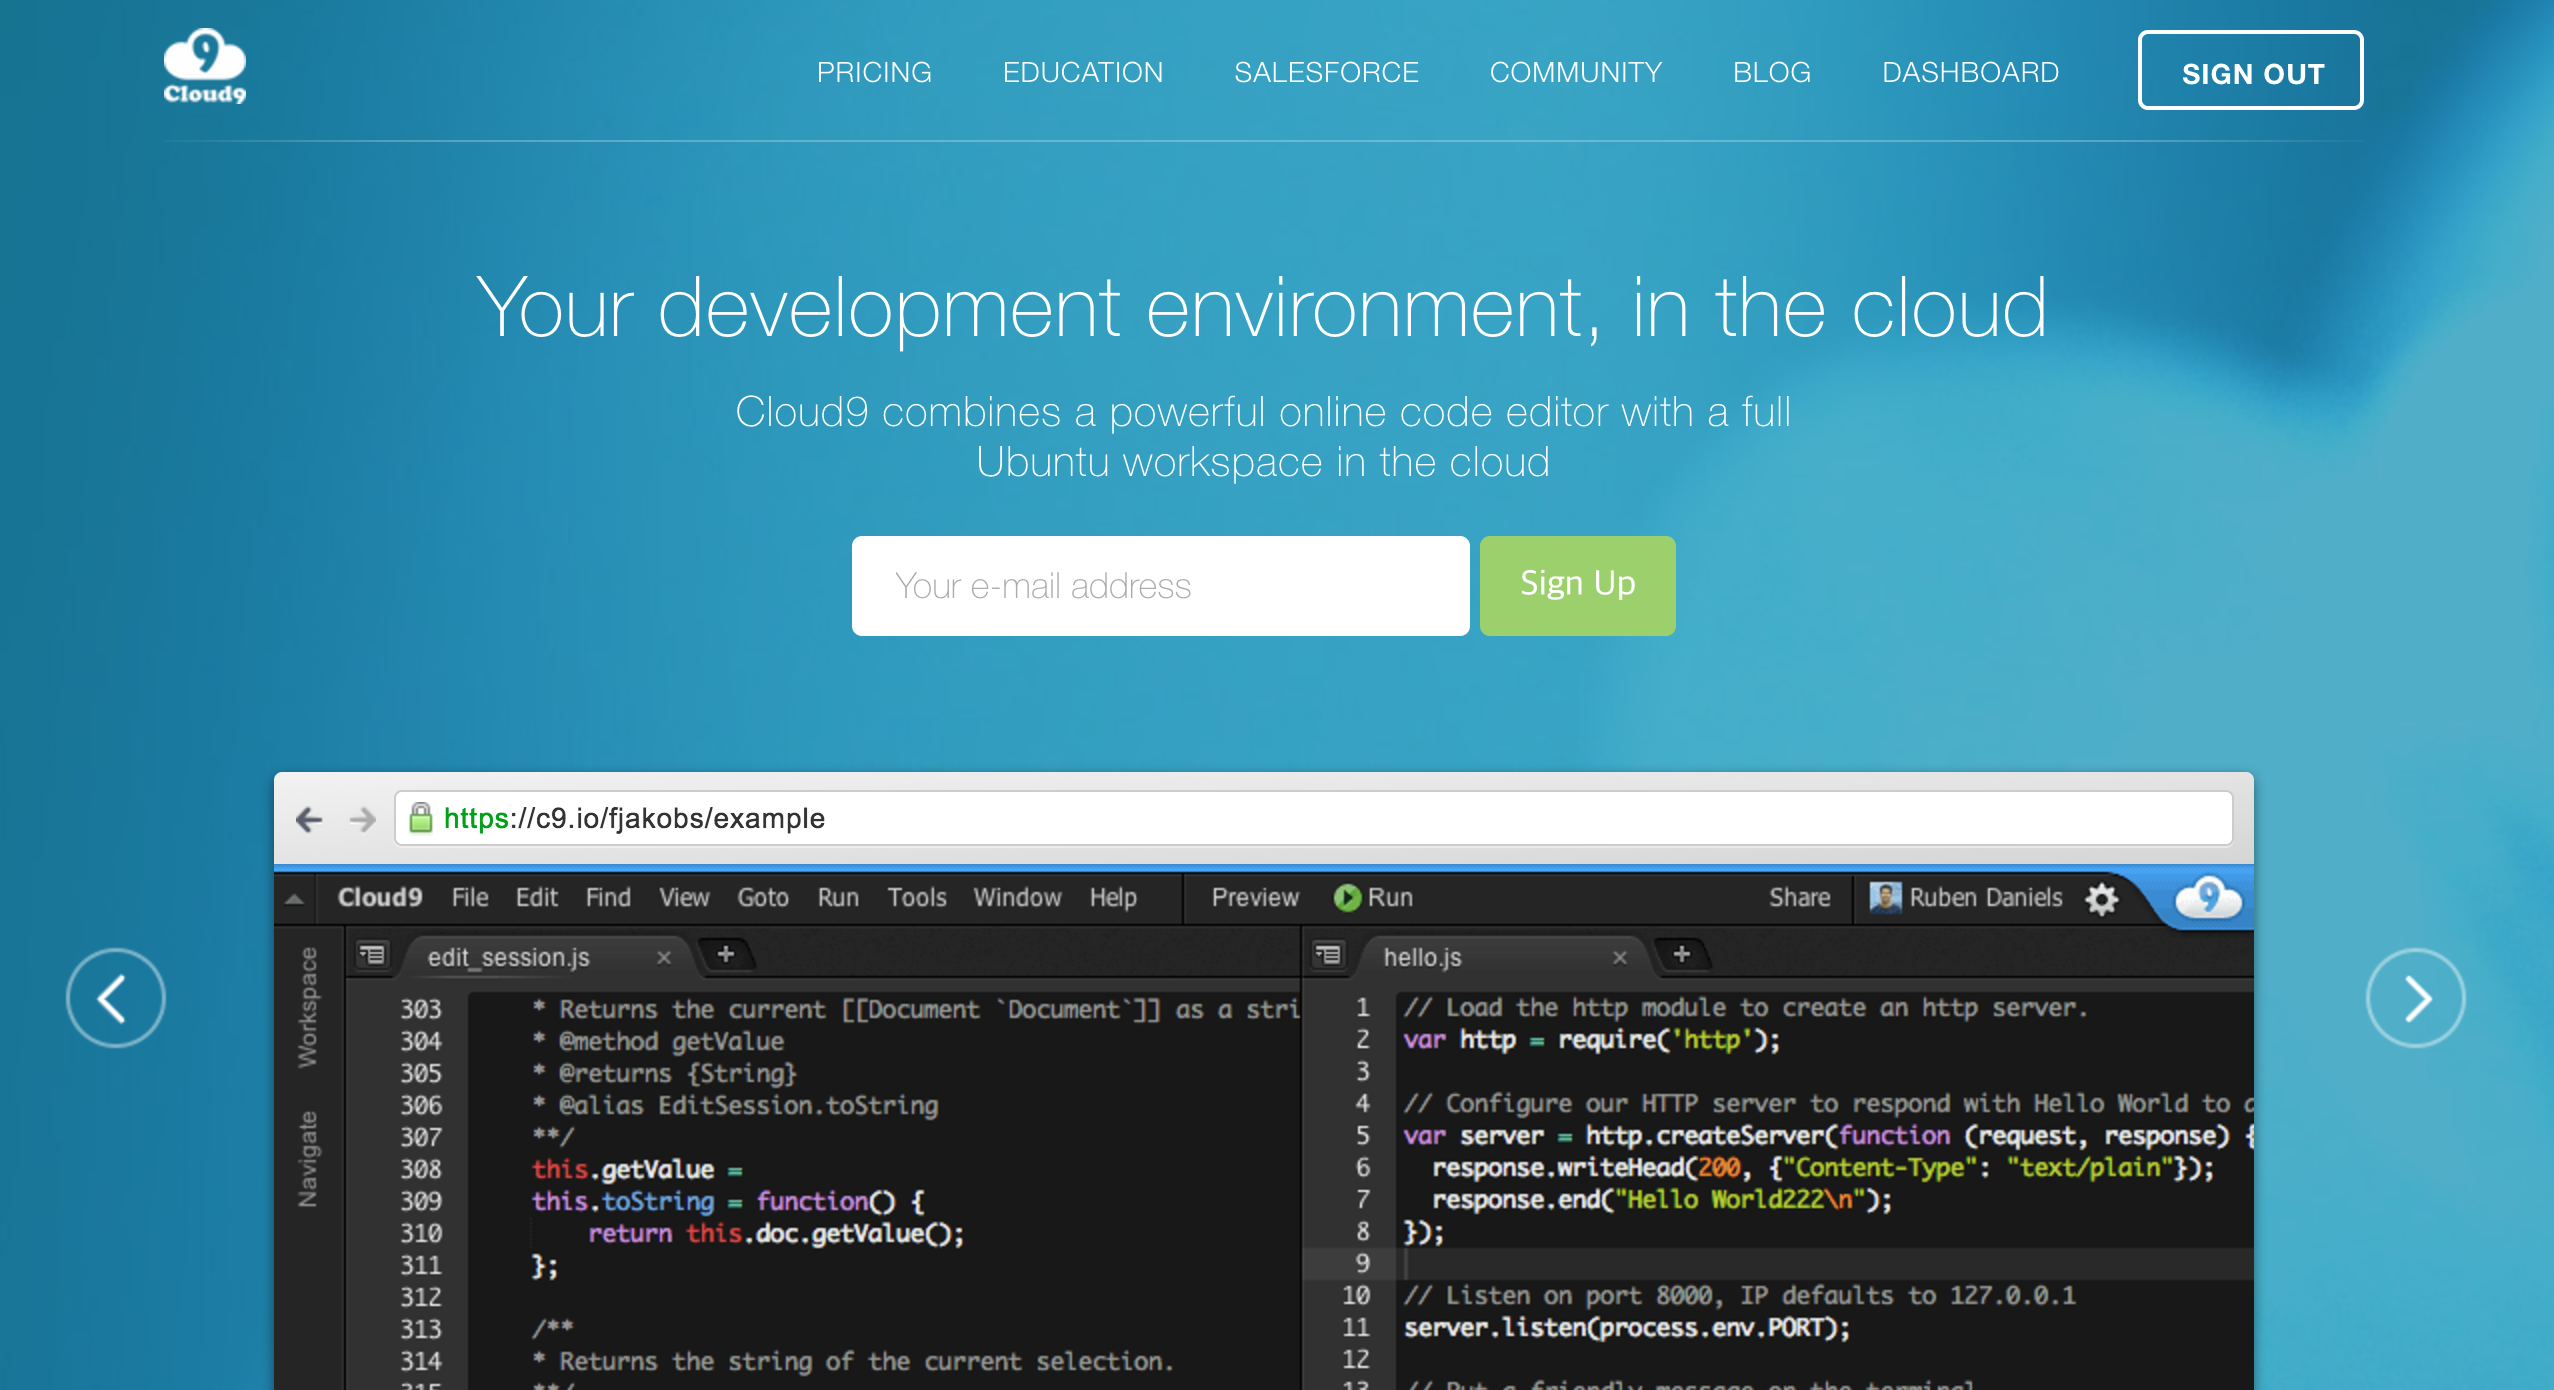 9
Cloud9
PRICING EDUCATION SALESFORCE COMMUNITY BLOG DASHBOARD SIGN OUT
Your development environment, in the cloud
Cloud9 combines a powerful online code editor with a full
Ubuntu workspace in the cloud
Your e-mail address Sign Up
https://c9.io/fjakobs/example
Cloud9 File Edit Find View Goto Run Tools Window Help Preview Run Share Ruben Daniels 9
Workspace
Navigate
edit_session.js × +
303 * Returns the current [[Document `Document`]] as a stri
304 * @method getValue
305 * @returns {String}
306 * @alias EditSession.toString
307 **/
308 this.getValue =
309 this.toString = function() {
310 return this.doc.getValue();
311 };
312
313 /**
314 * Returns the string of the current selection.
315 **/
hello.js × +
1 // Load the http module to create an http server.
2 var http = require('http');
3
4 // Configure our HTTP server to respond with Hello World to a
5 var server = http.createServer(function (request, response) {
6 response.writeHead(200, {"Content-Type": "text/plain"});
7 response.end("Hello World222\n");
8 });
9
10 // Listen on port 8000, IP defaults to 127.0.0.1
11 server.listen(process.env.PORT);
12
13 // Put a friendly message on the terminal